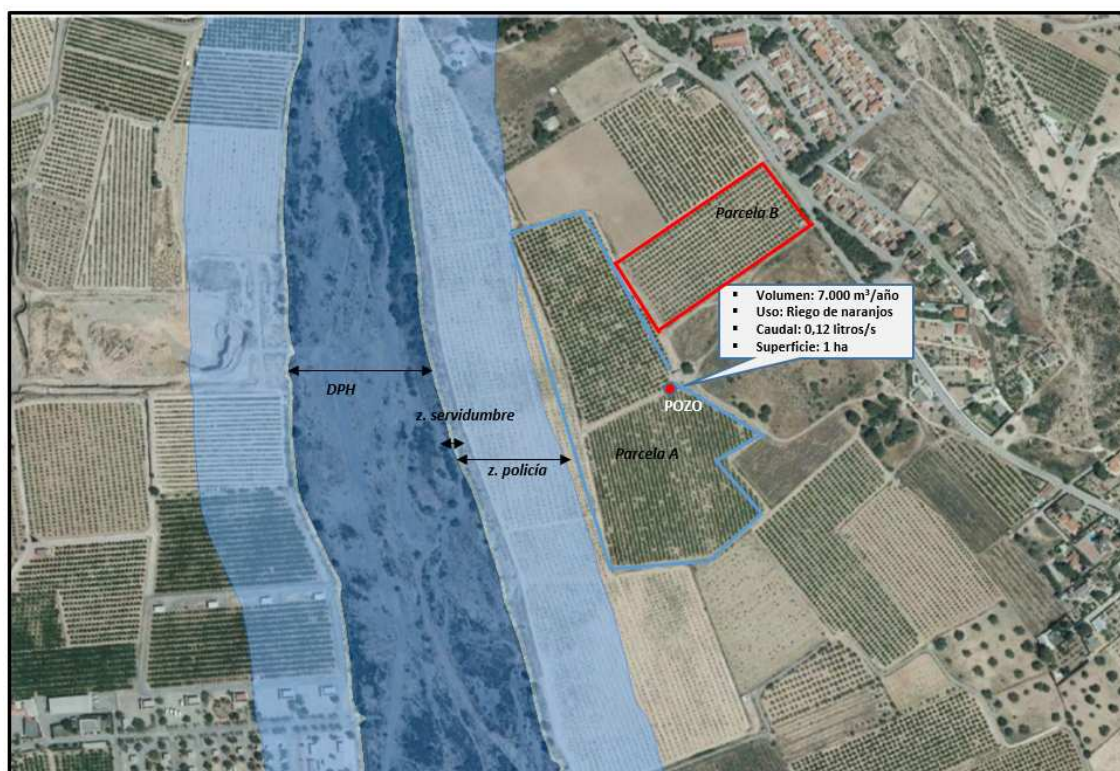 Parcela B
▪ Volumen: 7.000 m³/año
▪ Uso: Riego de naranjos
▪ Caudal: 0,12 litros/s
▪ Superficie: 1 ha
DPH
POZO
z. servidumbre
Parcela A
z. policía